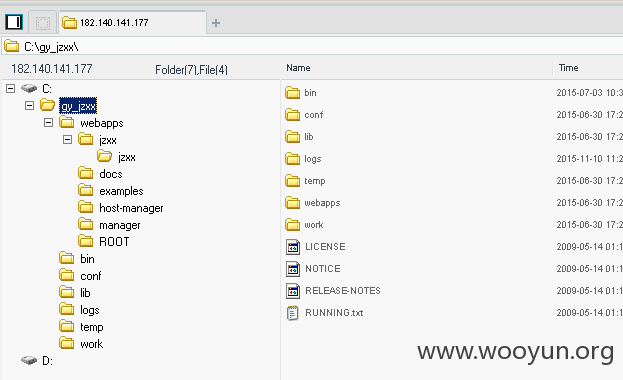 182.140.141.177
C:\gy_jzxx\
182.140.141.177 Folder(7),File(4) Name Time
C:
gy_jzxx
webapps
jzxx
jzxx
docs
examples
host-manager
manager
ROOT
bin
conf
lib
logs
temp
work
D:
bin 2015-07-03 10:3
conf 2015-06-30 17:2
lib 2015-06-30 17:2
logs 2015-11-10 11:2
temp 2015-06-30 17:2
webapps 2015-06-30 17:2
work 2015-06-30 17:2
LICENSE 2009-05-14 01:1
NOTICE 2009-05-14 01:1
RELEASE-NOTES 2009-05-14 01:1
RUNNING.txt 2009-05-14 01:1
www.wooyun.org